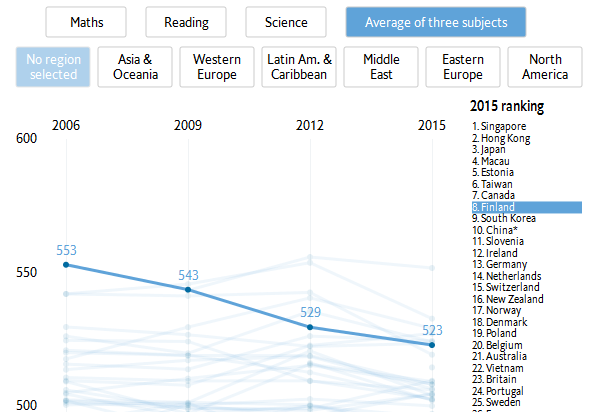 Maths
Reading
Science
Average of three subjects
No region
selected
Asia &
Oceania
Western
Europe
Latin Am. &
Caribbean
Middle
East
Eastern
Europe
North
America
2015 ranking
2006
2009
2012
2015
600
550
500
553
543
529
523
1. Singapore
2. Hong Kong
3. Japan
4. Macau
5. Estonia
6. Taiwan
7. Canada
8. Finland
9. South Korea
10. China*
11. Slovenia
12. Ireland
13. Germany
14. Netherlands
15. Switzerland
16. New Zealand
17. Norway
18. Denmark
19. Poland
20. Belgium
21. Australia
22. Vietnam
23. Britain
24. Portugal
25. Sweden